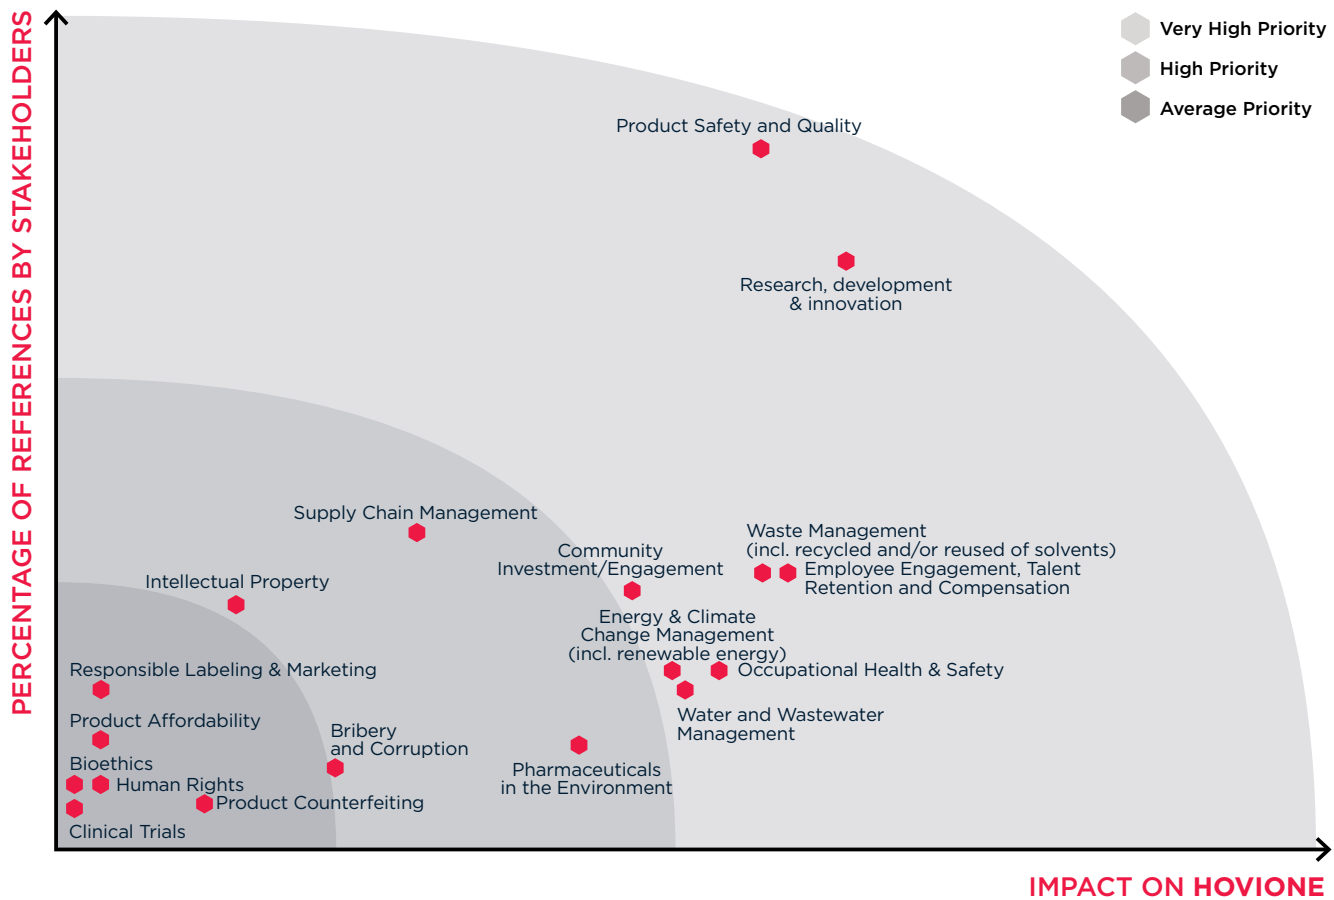 PERCENTAGE OF REFERENCES BY STAKEHOLDERS
Very High Priority
High Priority
Average Priority
Product Safety and Quality
Research, development
& innovation
Supply Chain Management
Waste Management
(incl. recycled and/or reused of solvents)
Employee Engagement, Talent
Retention and Compensation
Community
Investment/Engagement
Intellectual Property
Energy & Climate
Change Management
(incl. renewable energy)
Occupational Health & Safety
Responsible Labeling & Marketing
Water and Wastewater
Management
Product Affordability
Bribery
and Corruption
Bioethics
Human Rights
Pharmaceuticals
in the Environment
Product Counterfeiting
Clinical Trials
IMPACT ON HOVIONE